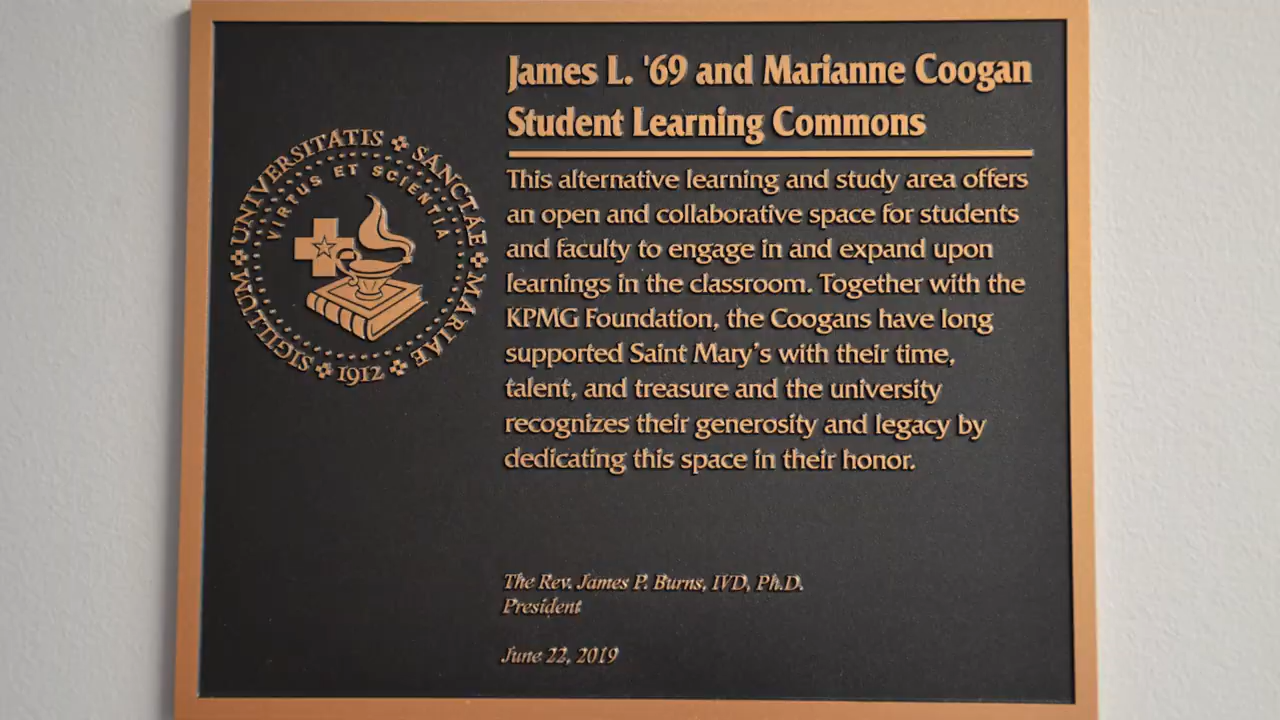 James L. '69 and Marianne Coogan
Student Learning Commons
This alternative learning and study area offers
an open and collaborative space for students
and faculty to engage in and expand upon
learnings in the classroom. Together with the
KPMG Foundation, the Coogans have long
supported Saint Mary's with their time,
talent, and treasure and the university
recognizes their generosity and legacy by
dedicating this space in their honor.
The Rev. James P. Burns, IVD, Ph.D.
President
June 22, 2019
SIGILLUM UNIVERSITATIS SANCTAE MARIAE
VIRTUS ET SCIENTIA
1912